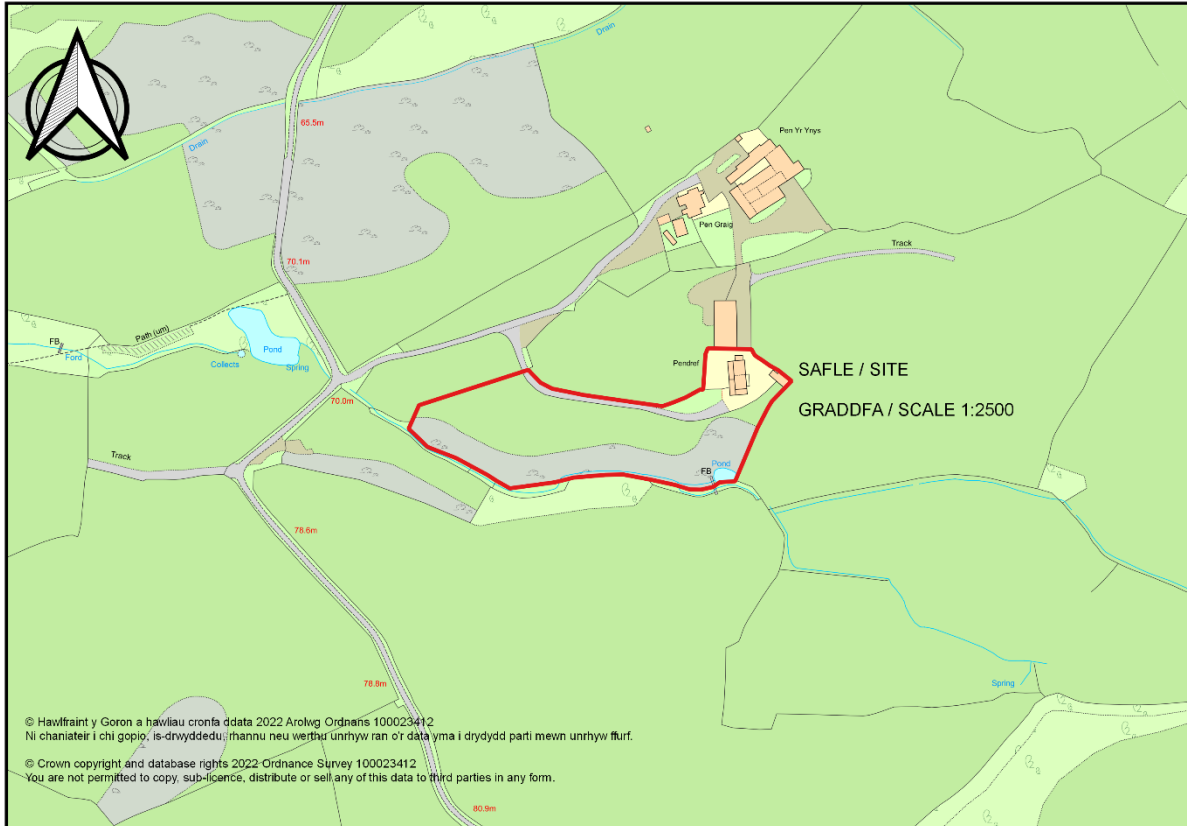 Drain
65.5m
Drain
Pen Yr Ynys
Pen Graig
Track
70.1m
Path (um)
FB
Ford
Pond
Collects
Spring
Pendref
SAFLE / SITE
70.0m
GRADDFA / SCALE 1:2500
Track
Pond
FB
78.6m
78.8m
Spring
© Hawlfraint y Goron a hawliau cronfa ddata 2022 Arolwg Ordnans 100023412
Ni chaniateir i chi gopio, is-drwyddedu, rhannu neu werthu unrhyw ran o'r data yma i drydydd parti mewn unrhyw ffurf.
© Crown copyright and database rights 2022 Ordnance Survey 100023412
You are not permitted to copy, sub-licence, distribute or sell any of this data to third parties in any form.
80.9m